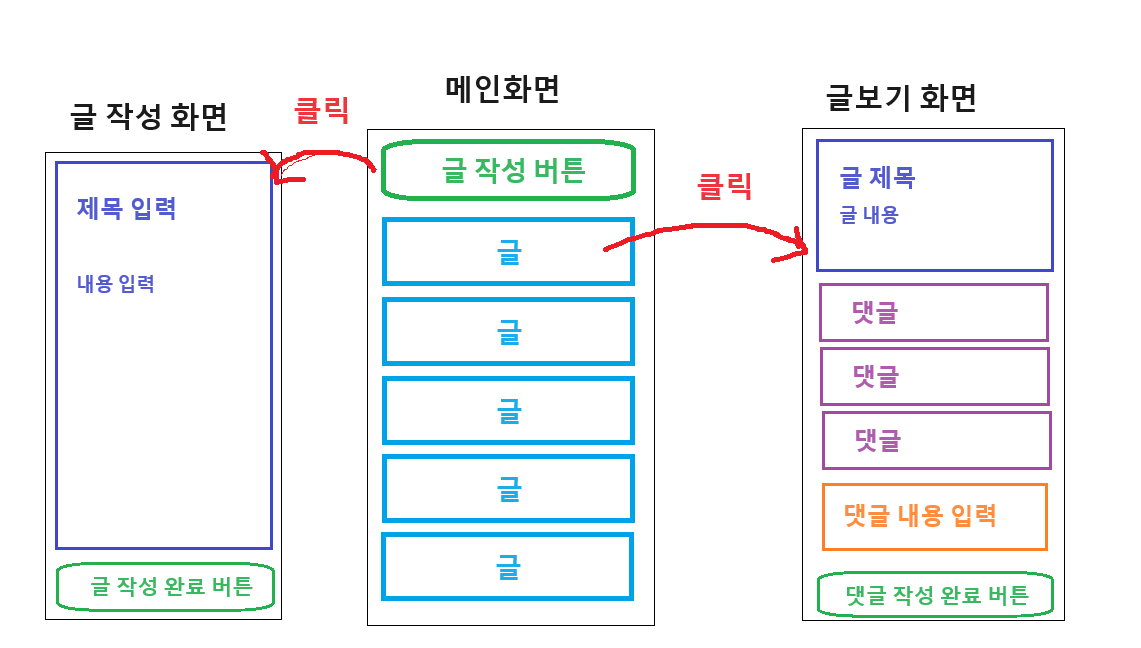 글 작성 화면
클릭
메인화면
글보기 화면
제목 입력
내용 입력
글 작성 완료 버튼
글 작성 버튼
글
글
글
글
글
클릭
글 제목
글 내용
댓글
댓글
댓글
댓글 내용 입력
댓글 작성 완료 버튼